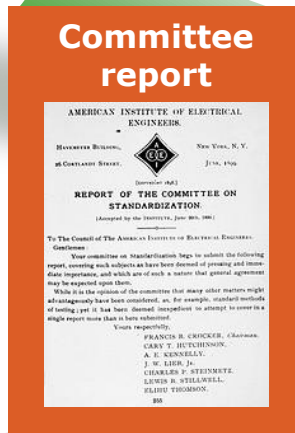 Committee
report
AMERICAN INSTITUTE OF ELECTRICAL
ENGINEERS.
HAVEMEYER BUILDING,
NEW YORK, N. Y.
26 CORTLANDT STREET.
JUNE, 1899
REPORT OF THE COMMITTEE ON
STANDARDIZATION.
[Accepted by the INSTITUTE, June 26th, 1899.]
To The Council of The AMERICAN INSTITUTE OF ELECTRICAL ENGINEERS.
Gentlemen:
Your committee on Standardization begs to submit the following
report, covering such subjects as have been deemed of pressing and imme-
diate importance, and which are of such a nature that general agreement
may be expected upon them.
While it is the opinion of the committee that many other matters might
advantageously have been considered, as, for example, standard methods
of testing; yet it has been deemed inexpedient to attempt to cover in a
single report more than is here submitted.
Yours respectfully,
FRANCIS B. CROCKER, Chairman.
CARY T. HUTCHINSON,
A. E. KENNELLY,
J. W. LIEB, Jr.
CHARLES P. STEINMETZ,
LEWIS B. STILLWELL,
ELIHU THOMSON.